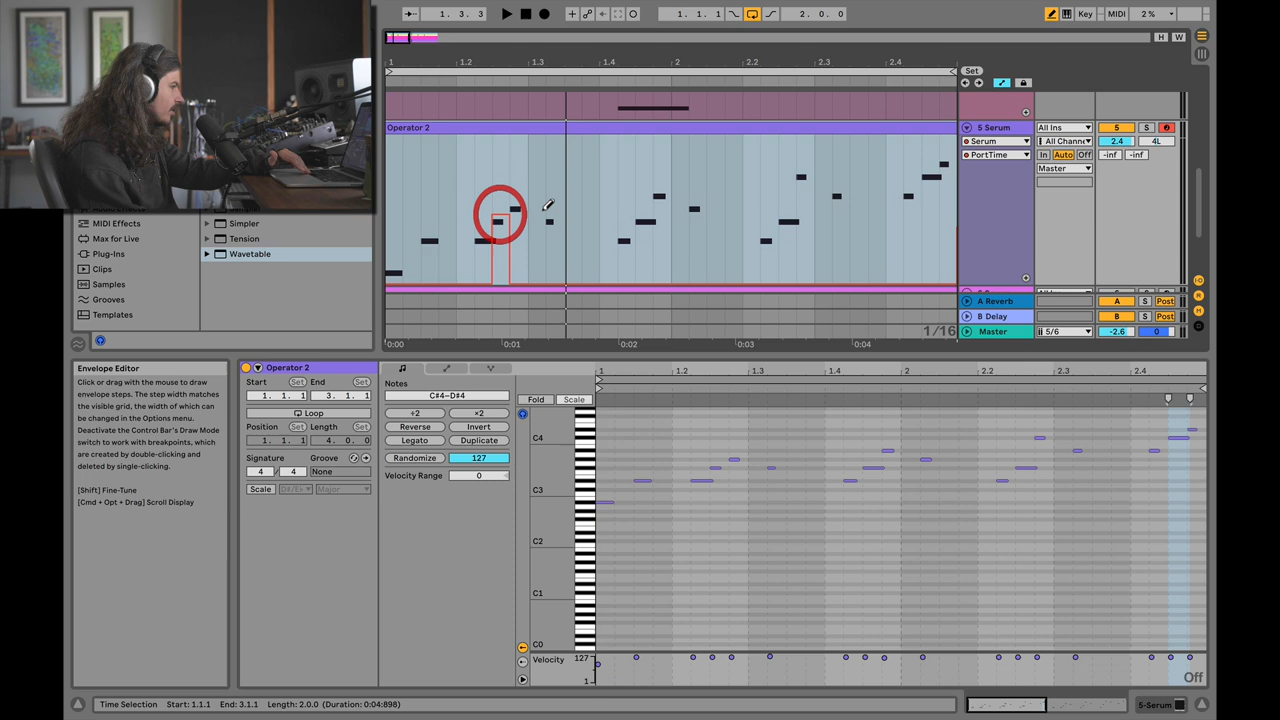 1. 3. 3
1. 1. 1
2. 0. 0
Key
MIDI
2 %
H
W
1
1.2
1.3
1.4
2
2.2
2.3
2.4
Set
Operator 2
5 Serum
All Ins
5
S
Serum
All Channe
2.4
4L
PortTime
In
Auto
Off
-inf
-inf
Master
MIDI Effects
Simpler
Max for Live
Tension
Plug-Ins
Wavetable
Clips
Samples
Grooves
Templates
A Reverb
A
S
Post
B Delay
B
S
Post
1/16
Master
5/6
-2.6
0
0:00
0:01
0:02
0:03
0:04
Envelope Editor
Click or drag with the mouse to draw
envelope steps. The step width matches
the visible grid, the width of which can
be changed in the Options menu.
Deactivate the Control Bar's Draw Mode
switch to work with breakpoints, which
are created by double-clicking and
deleted by single-clicking.
[Shift] Fine-Tune
[Cmd + Opt + Drag] Scroll Display
Operator 2
Start
Set
End
Set
1. 1. 1
3. 1. 1
Loop
Position
Set
Length
Set
1. 1. 1
4. 0. 0
Signature
Groove
4
/
4
None
Scale
D#/E♭
Major
Notes
C#4–D#4
÷2
×2
Reverse
Invert
Legato
Duplicate
Randomize
127
Velocity Range
0
Fold
Scale
1
1.2
1.3
1.4
2
2.2
2.3
2.4
C4
C3
C2
C1
C0
Velocity
127
1
Off
Time Selection Start: 1.1.1 End: 3.1.1 Length: 2.0.0 (Duration: 0:04:898)
5-Serum